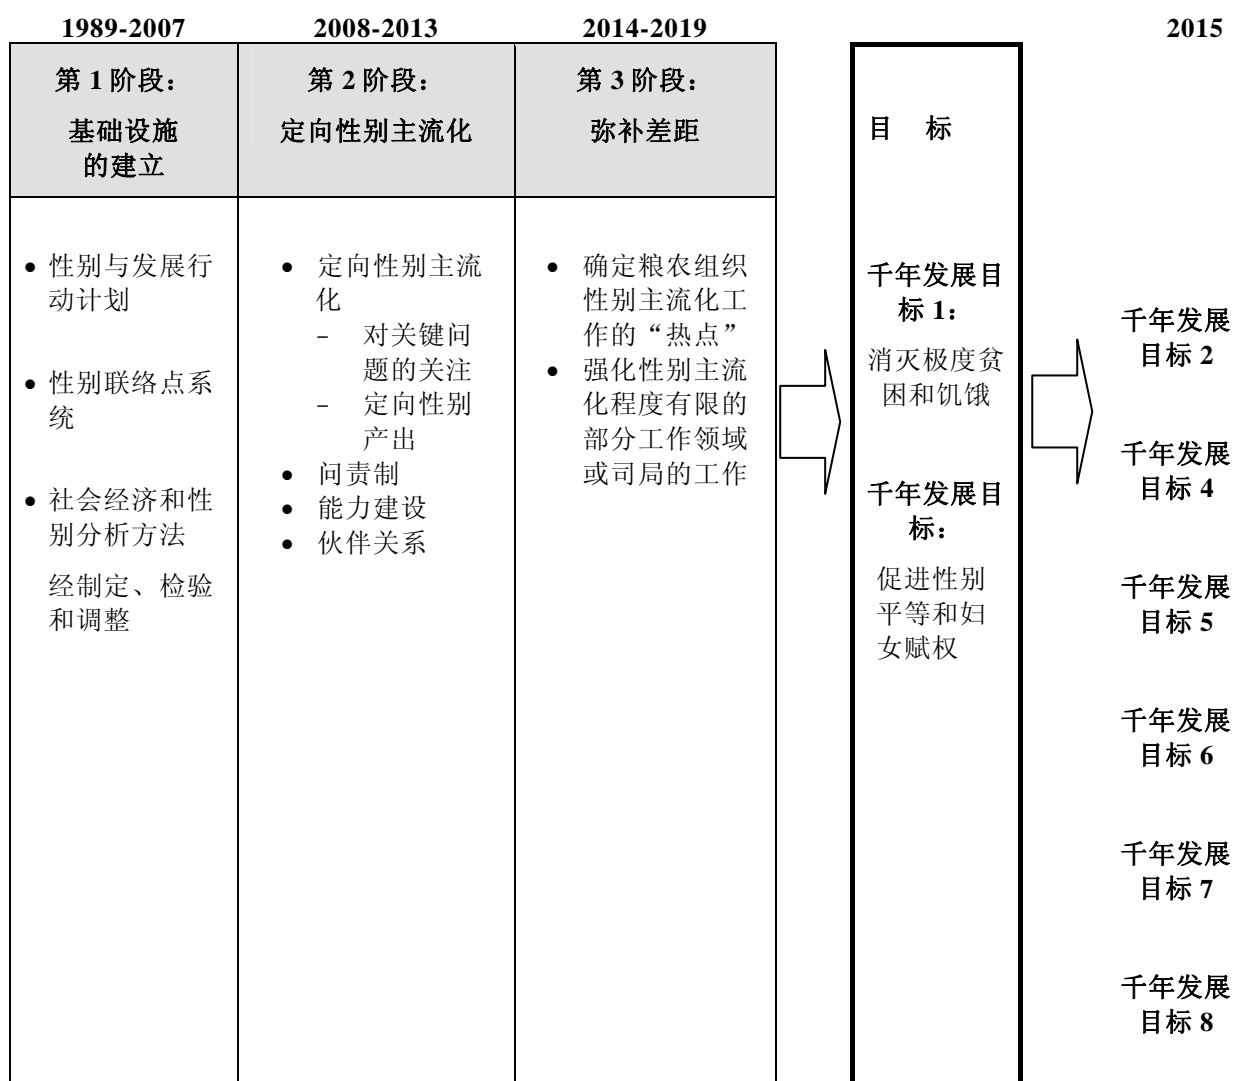 1989-2007
2008-2013
2014-2019
2015
第 1 阶段：
基础设施
的建立
第 2 阶段：
定向性别主流化
第 3 阶段：
弥补差距
目 标
• 性别与发展行
动计划
• 性别联络点系
统
• 社会经济和性
别分析方法
经制定、检验
和调整
• 定向性别主流
化
– 对关键问
题的关注
– 定向性别
产出
• 问责制
• 能力建设
• 伙伴关系
• 确定粮农组织
性别主流化工
作的“热点”
• 强化性别主流
化程度有限的
部分工作领域
或司局的工作
千年发展目
标 1：
消灭极度贫
困和饥饿
千年发展目
标：
促进性别
平等和妇
女赋权
千年发展
目标 2
千年发展
目标 4
千年发展
目标 5
千年发展
目标 6
千年发展
目标 7
千年发展
目标 8